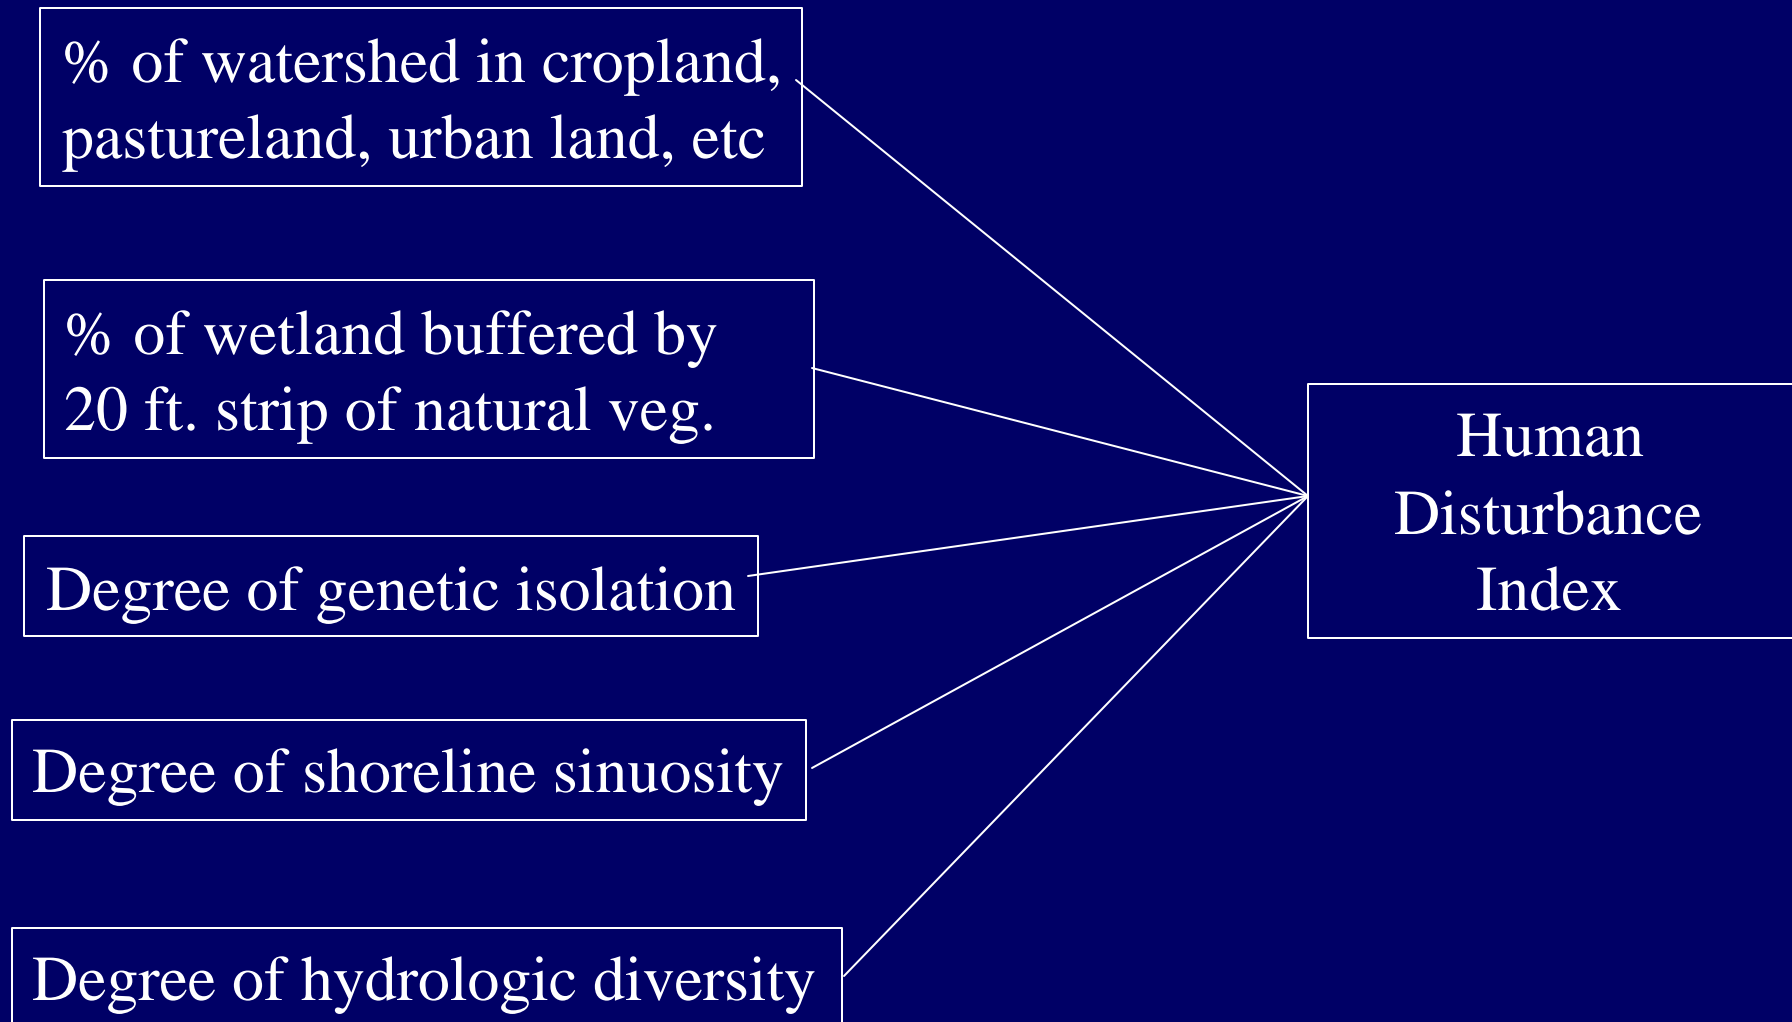 % of watershed in cropland,
pastureland, urban land, etc
% of wetland buffered by
20 ft. strip of natural veg.
Degree of genetic isolation
Degree of shoreline sinuosity
Degree of hydrologic diversity
Human
Disturbance
Index